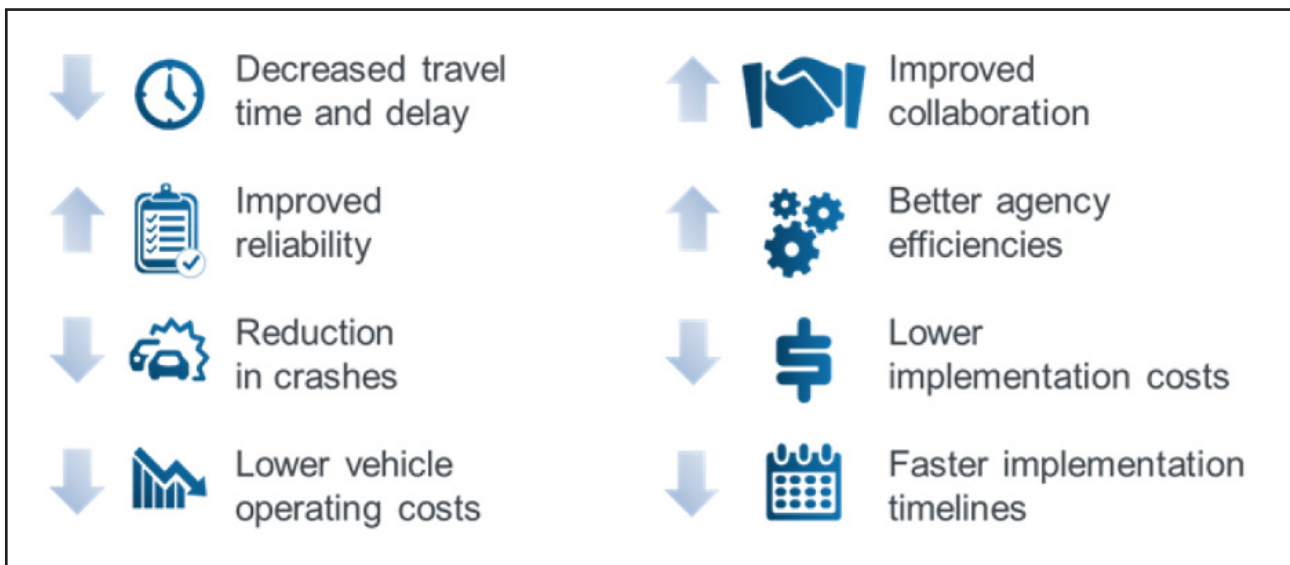 Decreased travel
time and delay
Improved
reliability
Reduction
in crashes
Lower vehicle
operating costs
Improved
collaboration
Better agency
efficiencies
Lower
implementation costs
Faster implementation
timelines